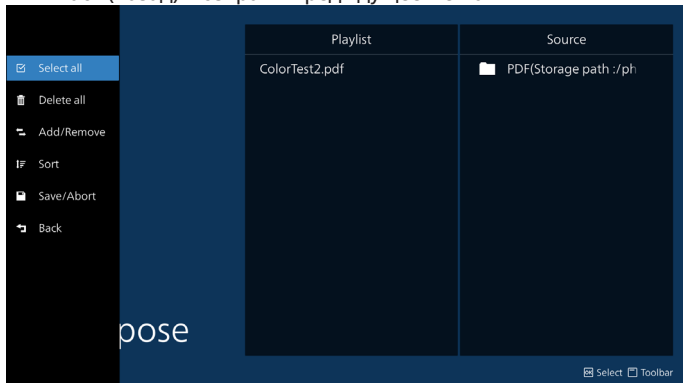 Playlist
Source
Select all
ColorTest2.pdf
PDF(Storage path :/ph
Delete all
Add/Remove
Sort
Save/Abort
Back
pose
OK Select Toolbar